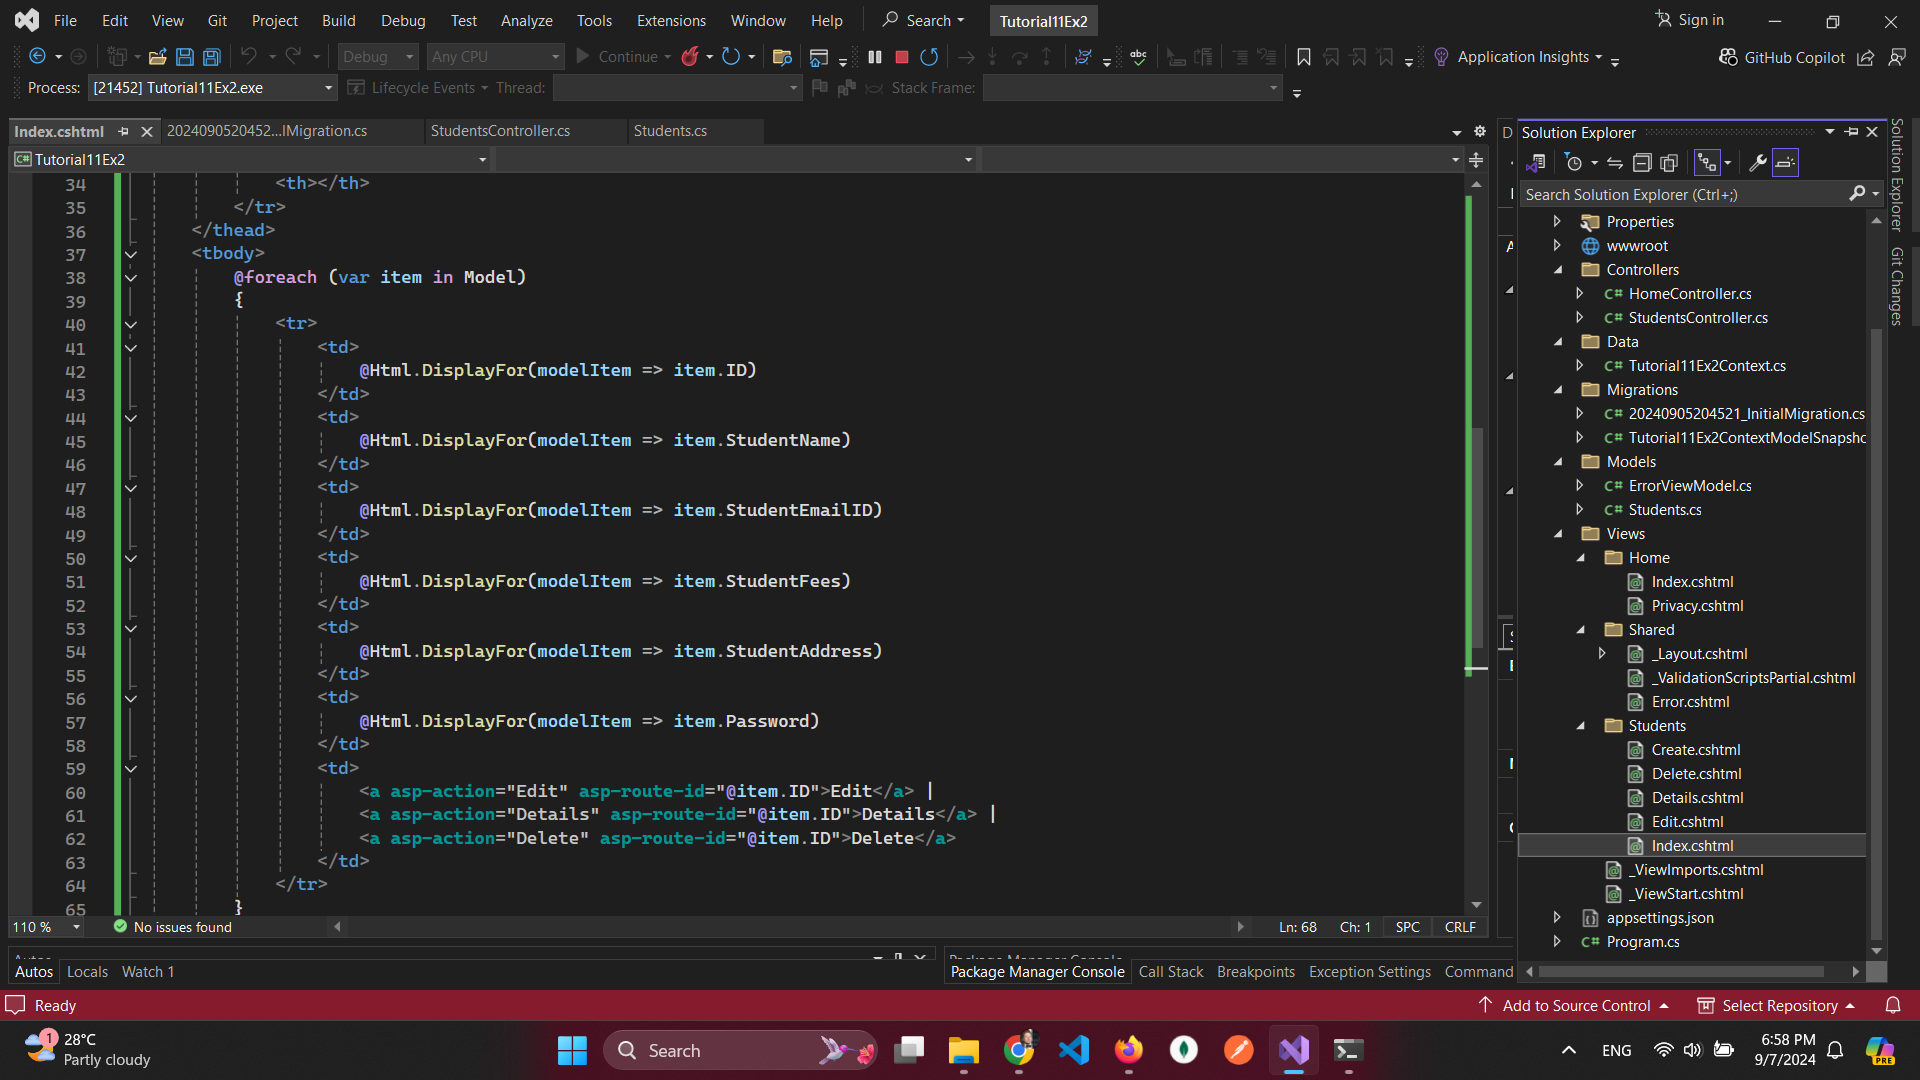 File Edit View Git Project Build Debug Test Analyze Tools Extensions Window Help Search Tutorial11Ex2 Sign in
Debug Any CPU Continue Application Insights GitHub Copilot
Process: [21452] Tutorial11Ex2.exe Lifecycle Events Thread: Stack Frame:
Index.cshtml 2024090520452...lMigration.cs StudentsController.cs Students.cs
Tutorial11Ex2
34 <th></th>
35 </tr>
36 </thead>
37 <tbody>
38 @foreach (var item in Model)
39 {
40 <tr>
41 <td>
42 @Html.DisplayFor(modelItem => item.ID)
43 </td>
44 <td>
45 @Html.DisplayFor(modelItem => item.StudentName)
46 </td>
47 <td>
48 @Html.DisplayFor(modelItem => item.StudentEmailID)
49 </td>
50 <td>
51 @Html.DisplayFor(modelItem => item.StudentFees)
52 </td>
53 <td>
54 @Html.DisplayFor(modelItem => item.StudentAddress)
55 </td>
56 <td>
57 @Html.DisplayFor(modelItem => item.Password)
58 </td>
59 <td>
60 <a asp-action="Edit" asp-route-id="@item.ID">Edit</a> |
61 <a asp-action="Details" asp-route-id="@item.ID">Details</a> |
62 <a asp-action="Delete" asp-route-id="@item.ID">Delete</a>
63 </td>
64 </tr>
65 }
110 % No issues found Ln: 68 Ch: 1 SPC CRLF
Autos Package Manager Console
Autos Locals Watch 1 Package Manager Console Call Stack Breakpoints Exception Settings Command
Solution Explorer
Search Solution Explorer (Ctrl+;)
Properties
wwwroot
Controllers
C# HomeController.cs
C# StudentsController.cs
Data
C# Tutorial11Ex2Context.cs
Migrations
C# 20240905204521_InitialMigration.cs
C# Tutorial11Ex2ContextModelSnapsho
Models
C# ErrorViewModel.cs
C# Students.cs
Views
Home
Index.cshtml
Privacy.cshtml
Shared
_Layout.cshtml
_ValidationScriptsPartial.cshtml
Error.cshtml
Students
Create.cshtml
Delete.cshtml
Details.cshtml
Edit.cshtml
Index.cshtml
_ViewImports.cshtml
_ViewStart.cshtml
appsettings.json
C# Program.cs
Solution Explorer
Git Changes
Ready Add to Source Control Select Repository
1 28°C
Partly cloudy
Search
ENG
6:58 PM
9/7/2024
PRE